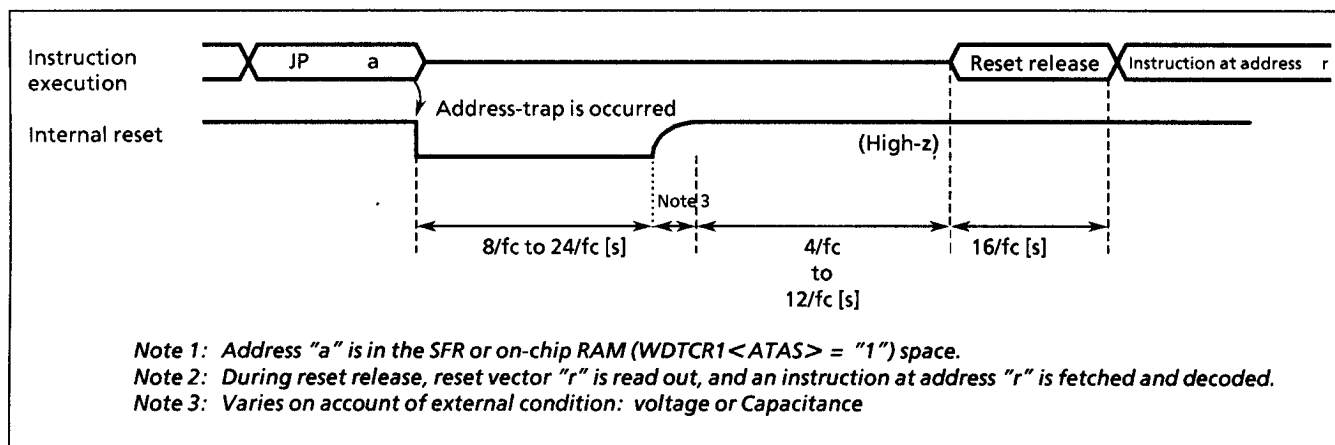 Instruction execution
JP a
Reset release
Instruction at address r
Address-trap is occurred
Internal reset
(High-z)
Note 3
8/fc to 24/fc [s]
4/fc
to
12/fc [s]
16/fc [s]
Note 1: Address "a" is in the SFR or on-chip RAM (WDTCR1<ATAS> = "1") space.
Note 2: During reset release, reset vector "r" is read out, and an instruction at address "r" is fetched and decoded.
Note 3: Varies on account of external condition: voltage or Capacitance